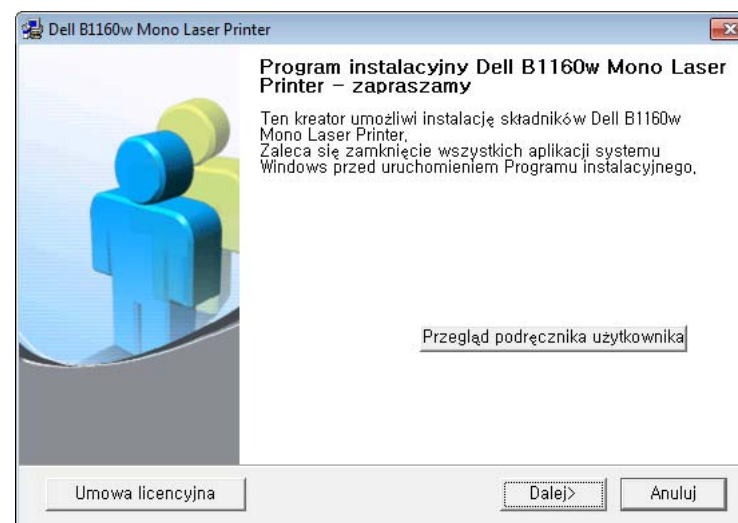 Dell B1160w Mono Laser Printer
Program instalacyjny Dell B1160w Mono Laser
Printer – zapraszamy
Ten kreator umożliwi instalację składników Dell B1160w
Mono Laser Printer,
Zaleca się zamknięcie wszystkich aplikacji systemu
Windows przed uruchomieniem Programu instalacyjnego,
Przegląd podręcznika użytkownika
Umowa licencyjna
Dalej>
Anuluj